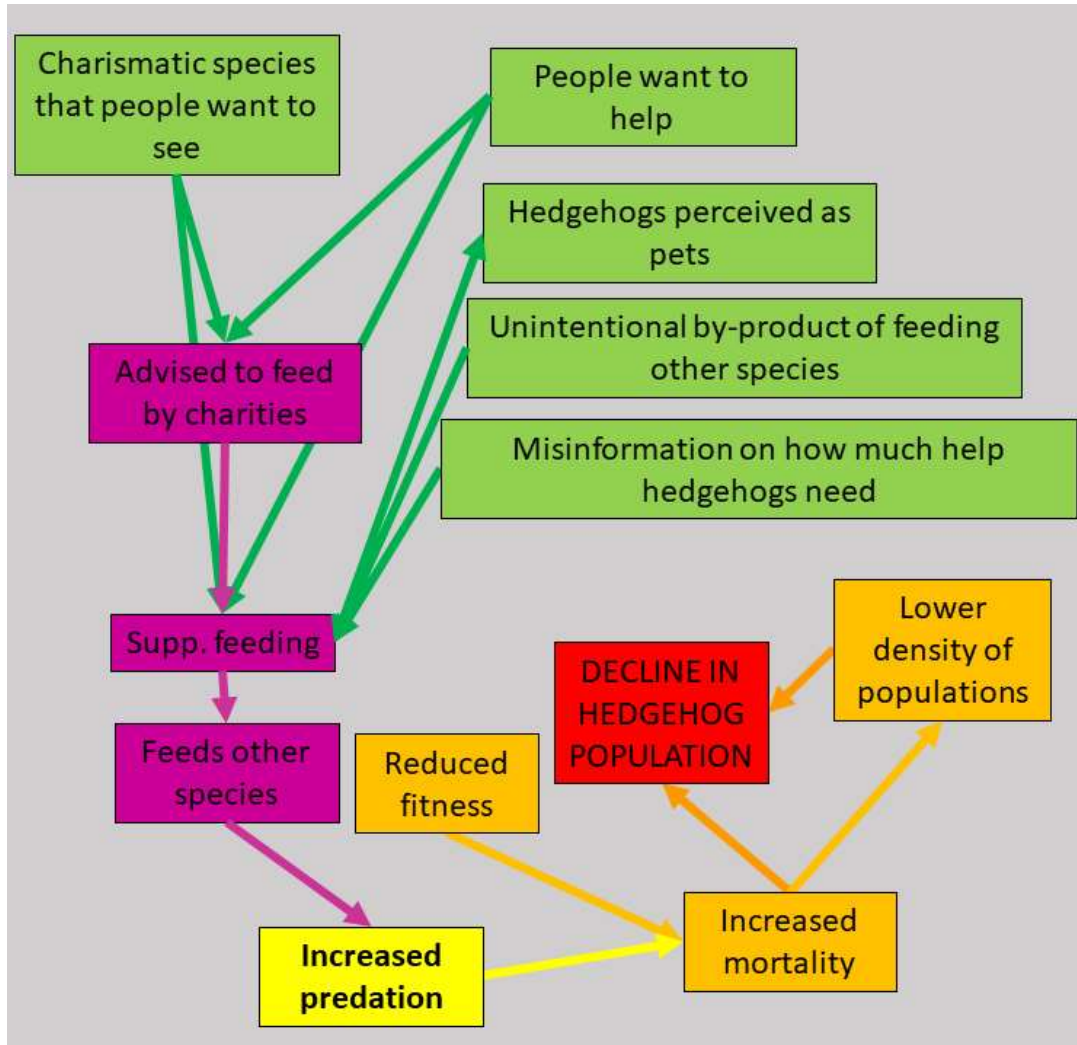 Charismatic species
that people want to
see
People want to
help
Hedgehogs perceived as
pets
Unintentional by-product of feeding
other species
Advised to feed
by charities
Misinformation on how much help
hedgehogs need
Supp. feeding
Lower
density of
populations
DECLINE IN
HEDGEHOG
POPULATION
Feeds other
species
Reduced
fitness
Increased
mortality
Increased
predation